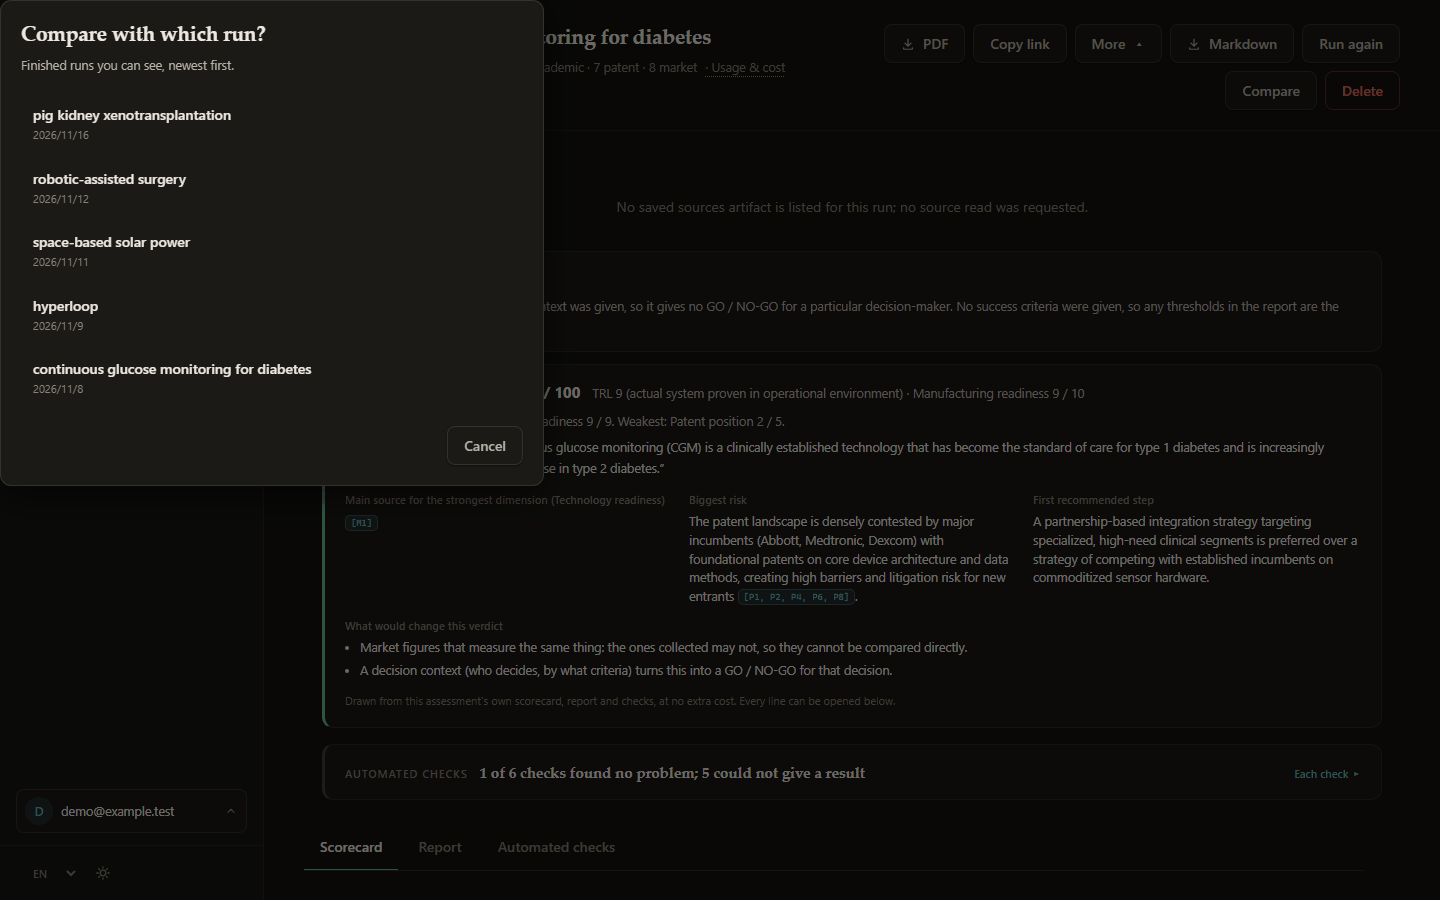 Compare with which run?
Finished runs you can see, newest first.
pig kidney xenotransplantation
2026/11/16
robotic-assisted surgery
2026/11/12
space-based solar power
2026/11/11
hyperloop
2026/11/9
continuous glucose monitoring for diabetes
2026/11/8
Cancel
toring for diabetes
ademic · 7 patent · 8 market · Usage & cost
PDF
Copy link
More
Markdown
Run again
Compare
Delete
No saved sources artifact is listed for this run; no source read was requested.
text was given, so it gives no GO / NO-GO for a particular decision-maker. No success criteria were given, so any thresholds in the report are the
/ 100 TRL 9 (actual system proven in operational environment) · Manufacturing readiness 9 / 10
adiness 9 / 9. Weakest: Patent position 2 / 5.
us glucose monitoring (CGM) is a clinically established technology that has become the standard of care for type 1 diabetes and is increasingly
se in type 2 diabetes.”
Main source for the strongest dimension (Technology readiness)
[M1]
Biggest risk
The patent landscape is densely contested by major
incumbents (Abbott, Medtronic, Dexcom) with
foundational patents on core device architecture and data
methods, creating high barriers and litigation risk for new
entrants [P1, P2, P4, P6, P8].
First recommended step
A partnership-based integration strategy targeting
specialized, high-need clinical segments is preferred over a
strategy of competing with established incumbents on
commoditized sensor hardware.
What would change this verdict
• Market figures that measure the same thing: the ones collected may not, so they cannot be compared directly.
• A decision context (who decides, by what criteria) turns this into a GO / NO-GO for that decision.
Drawn from this assessment's own scorecard, report and checks, at no extra cost. Every line can be opened below.
AUTOMATED CHECKS 1 of 6 checks found no problem; 5 could not give a result
Each check
Scorecard
Report
Automated checks
D
demo@example.test
EN